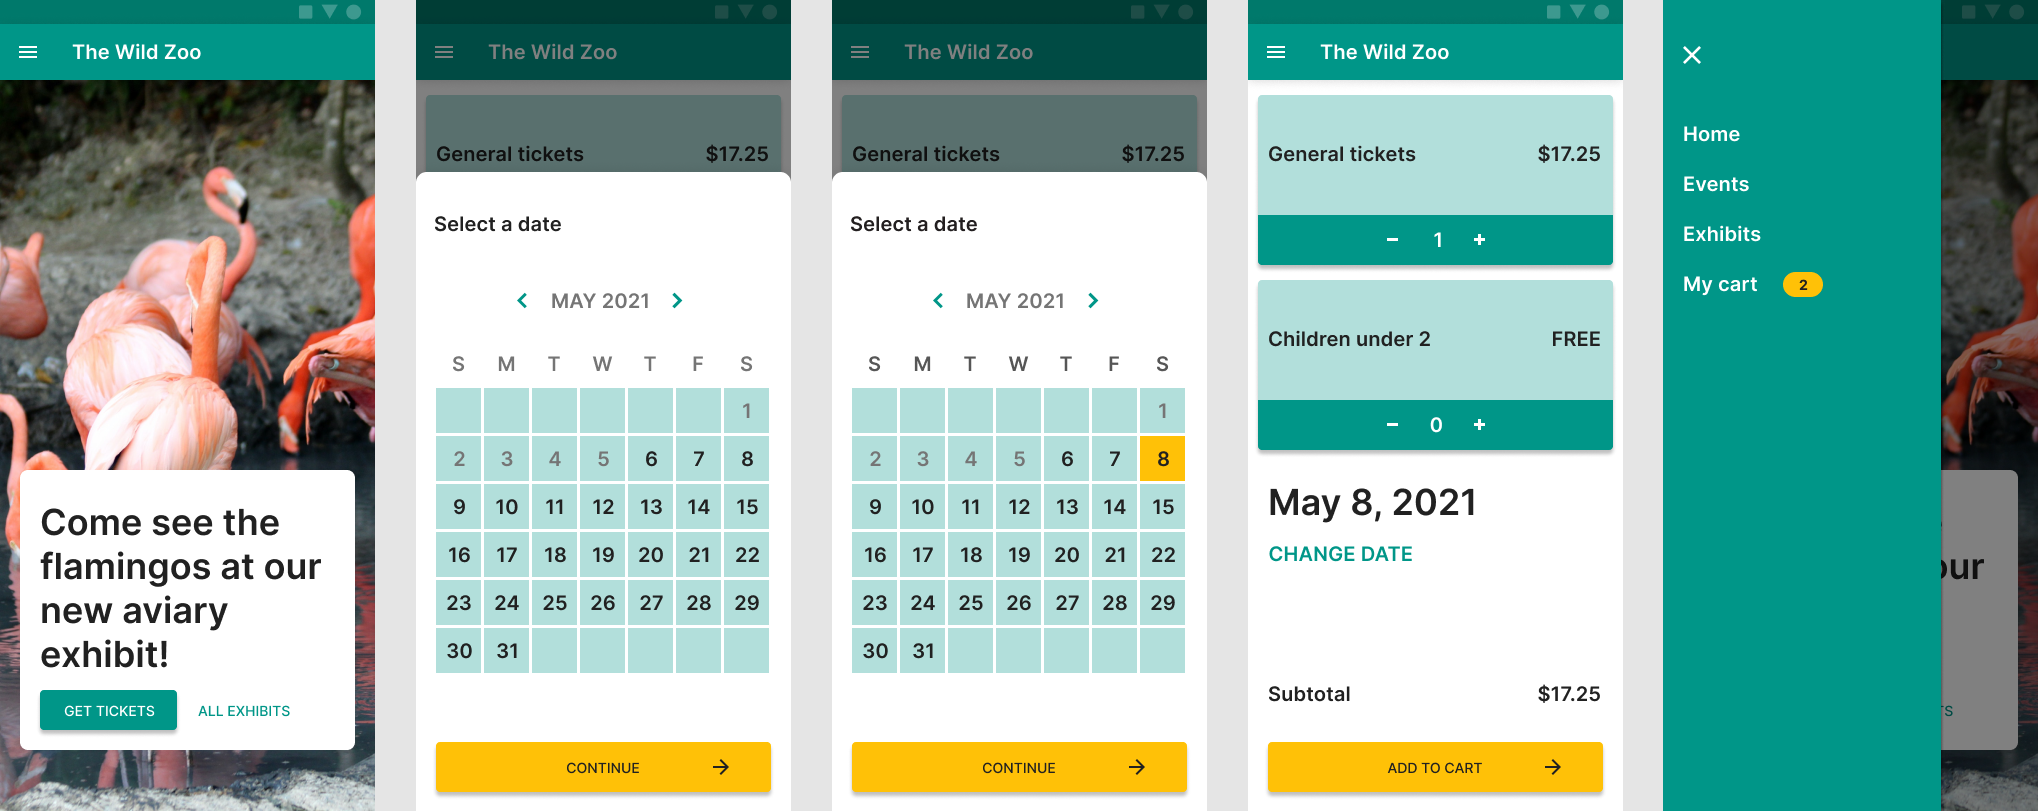 The Wild Zoo
Come see the
flamingos at our
new aviary
exhibit!
GET TICKETS ALL EXHIBITS
The Wild Zoo
General tickets $17.25
Select a date
MAY 2021
S M T W T F S
1
2 3 4 5 6 7 8
9 10 11 12 13 14 15
16 17 18 19 20 21 22
23 24 25 26 27 28 29
30 31
CONTINUE
The Wild Zoo
General tickets $17.25
Select a date
MAY 2021
S M T W T F S
1
2 3 4 5 6 7 8
9 10 11 12 13 14 15
16 17 18 19 20 21 22
23 24 25 26 27 28 29
30 31
CONTINUE
The Wild Zoo
General tickets $17.25
− 1 +
Children under 2 FREE
− 0 +
May 8, 2021
CHANGE DATE
Subtotal $17.25
ADD TO CART
Home
Events
Exhibits
My cart 2